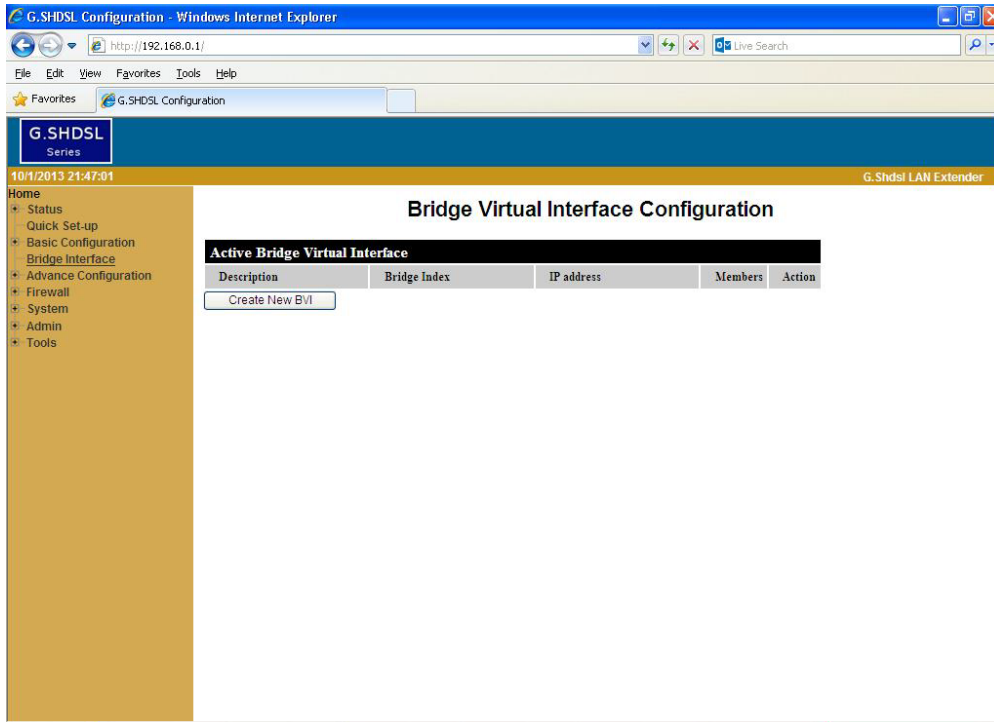 G.SHDSL Configuration - Windows Internet Explorer
http://192.168.0.1/
Live Search
File Edit View Favorites Tools Help
Favorites
G.SHDSL Configuration
G.SHDSL
Series
10/1/2013 21:47:01
G.Shdsl LAN Extender
Home
Status
Quick Set-up
Basic Configuration
Bridge Interface
Advance Configuration
Firewall
System
Admin
Tools
Bridge Virtual Interface Configuration
Active Bridge Virtual Interface
Description Bridge Index IP address Members Action
Create New BVI